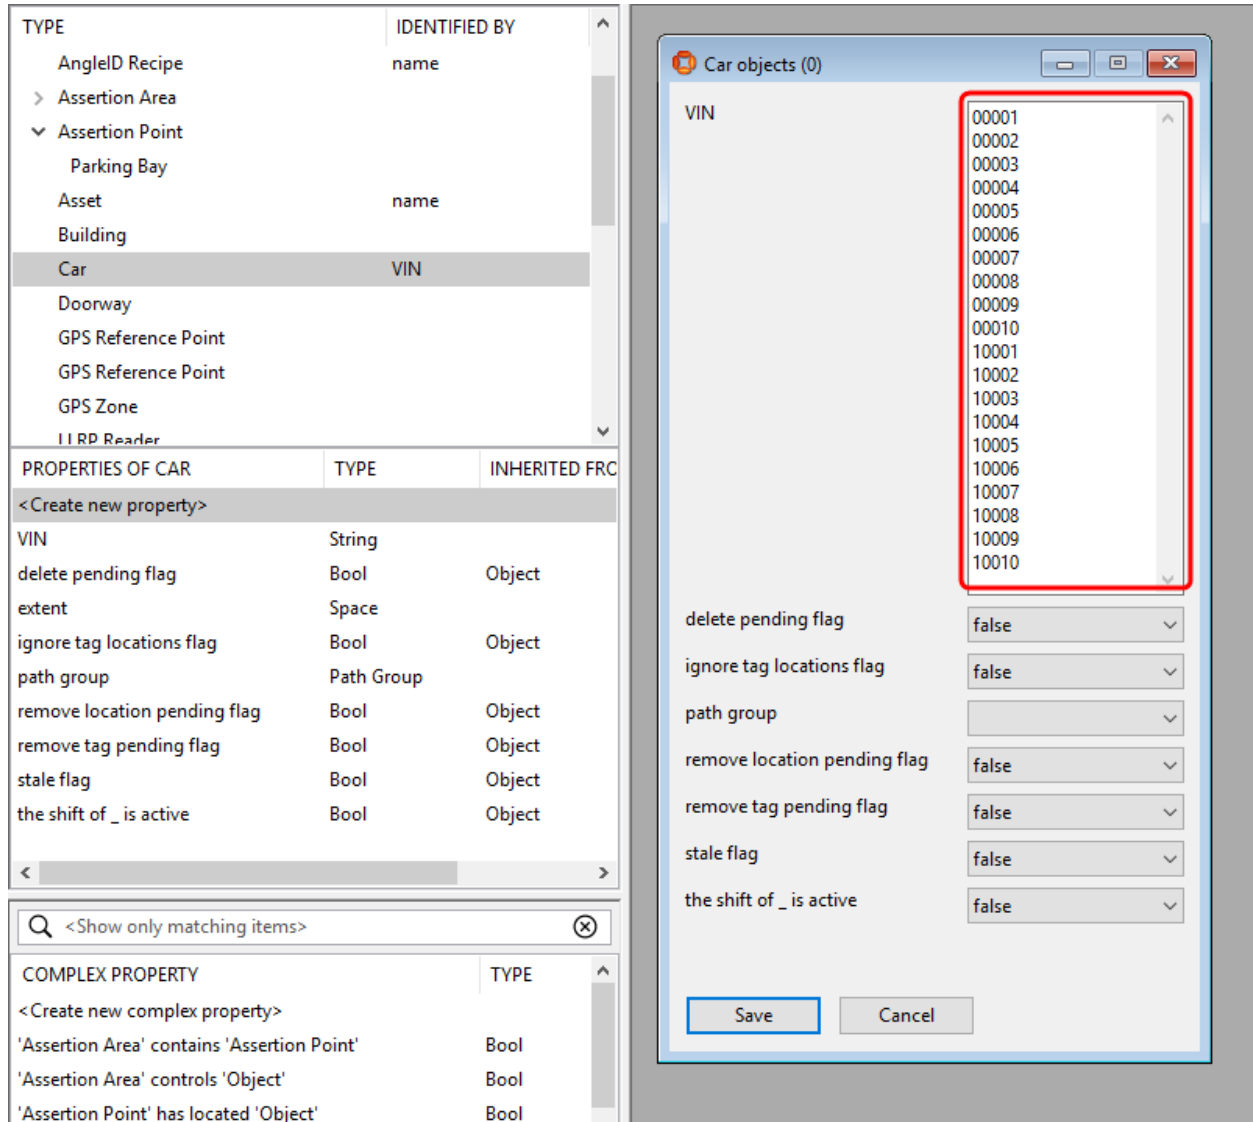 TYPE IDENTIFIED BY
AngleID Recipe name
Assertion Area
Assertion Point
Parking Bay
Asset name
Building
Car VIN
Doorway
GPS Reference Point
GPS Reference Point
GPS Zone
LLRP Reader
PROPERTIES OF CAR TYPE INHERITED FRO
<Create new property>
VIN String
delete pending flag Bool Object
extent Space
ignore tag locations flag Bool Object
path group Path Group
remove location pending flag Bool Object
remove tag pending flag Bool Object
stale flag Bool Object
the shift of _ is active Bool Object
<Show only matching items>
COMPLEX PROPERTY TYPE
<Create new complex property>
'Assertion Area' contains 'Assertion Point' Bool
'Assertion Area' controls 'Object' Bool
'Assertion Point' has located 'Object' Bool
Car objects (0)
VIN
00001
00002
00003
00004
00005
00006
00007
00008
00009
00010
10001
10002
10003
10004
10005
10006
10007
10008
10009
10010
delete pending flag false
ignore tag locations flag false
path group
remove location pending flag false
remove tag pending flag false
stale flag false
the shift of _ is active false
Save Cancel